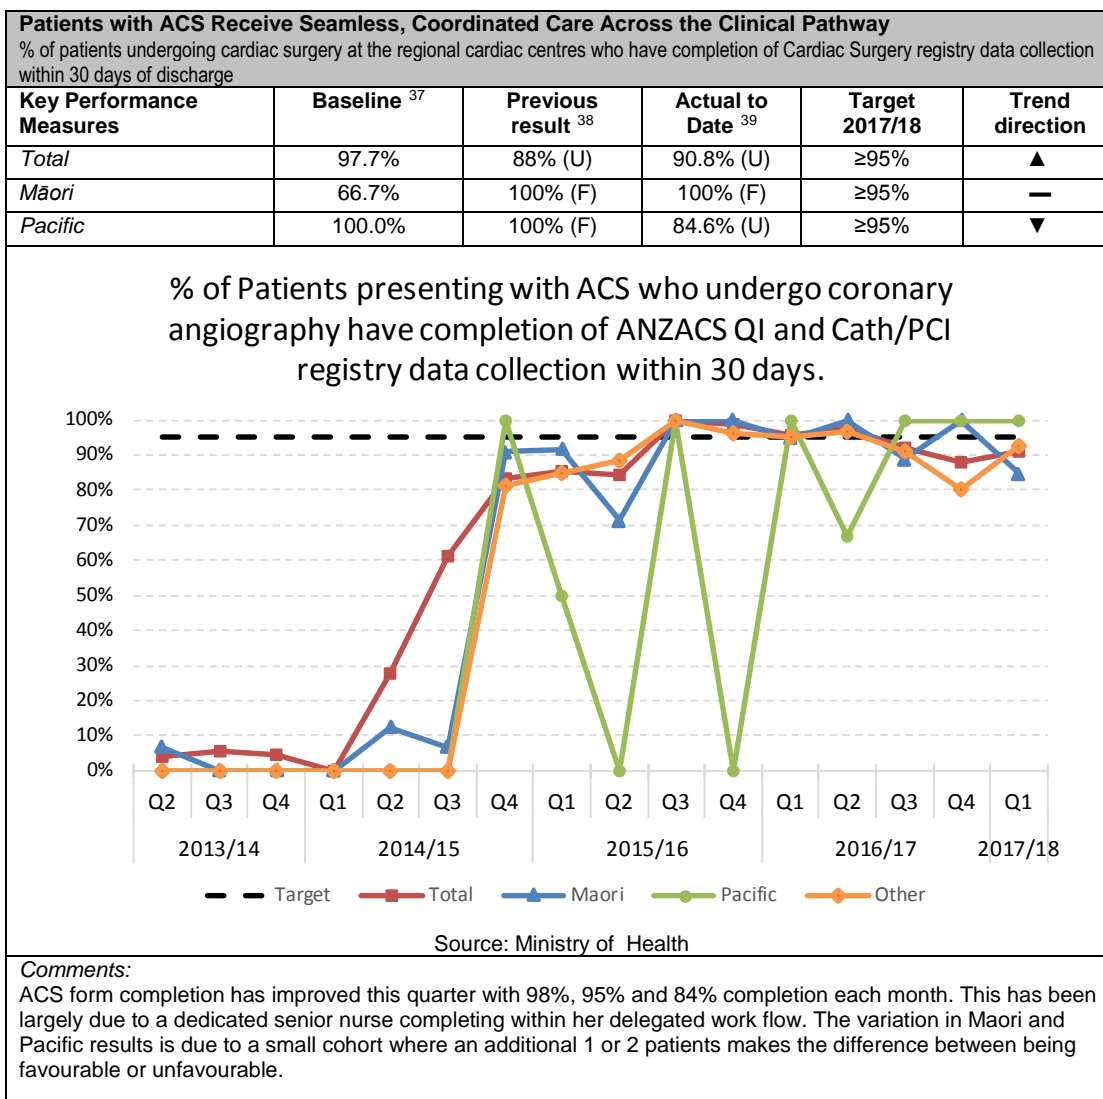 Patients with ACS Receive Seamless, Coordinated Care Across the Clinical Pathway
% of patients undergoing cardiac surgery at the regional cardiac centres who have completion of Cardiac Surgery registry data collection
within 30 days of discharge
Key Performance Measures Baseline 37 Previous result 38 Actual to Date 39 Target 2017/18 Trend direction
Total 97.7% 88% (U) 90.8% (U) ≥95% ▲
Māori 66.7% 100% (F) 100% (F) ≥95% —
Pacific 100.0% 100% (F) 84.6% (U) ≥95% ▼
% of Patients presenting with ACS who undergo coronary
angiography have completion of ANZACS QI and Cath/PCI
registry data collection within 30 days.
100%
90%
80%
70%
60%
50%
40%
30%
20%
10%
0%
Q2 Q3 Q4 Q1 Q2 Q3 Q4 Q1 Q2 Q3 Q4 Q1 Q2 Q3 Q4 Q1
2013/14 2014/15 2015/16 2016/17 2017/18
Target Total Maori Pacific Other
Source: Ministry of Health
Comments:
ACS form completion has improved this quarter with 98%, 95% and 84% completion each month. This has been
largely due to a dedicated senior nurse completing within her delegated work flow. The variation in Maori and
Pacific results is due to a small cohort where an additional 1 or 2 patients makes the difference between being
favourable or unfavourable.